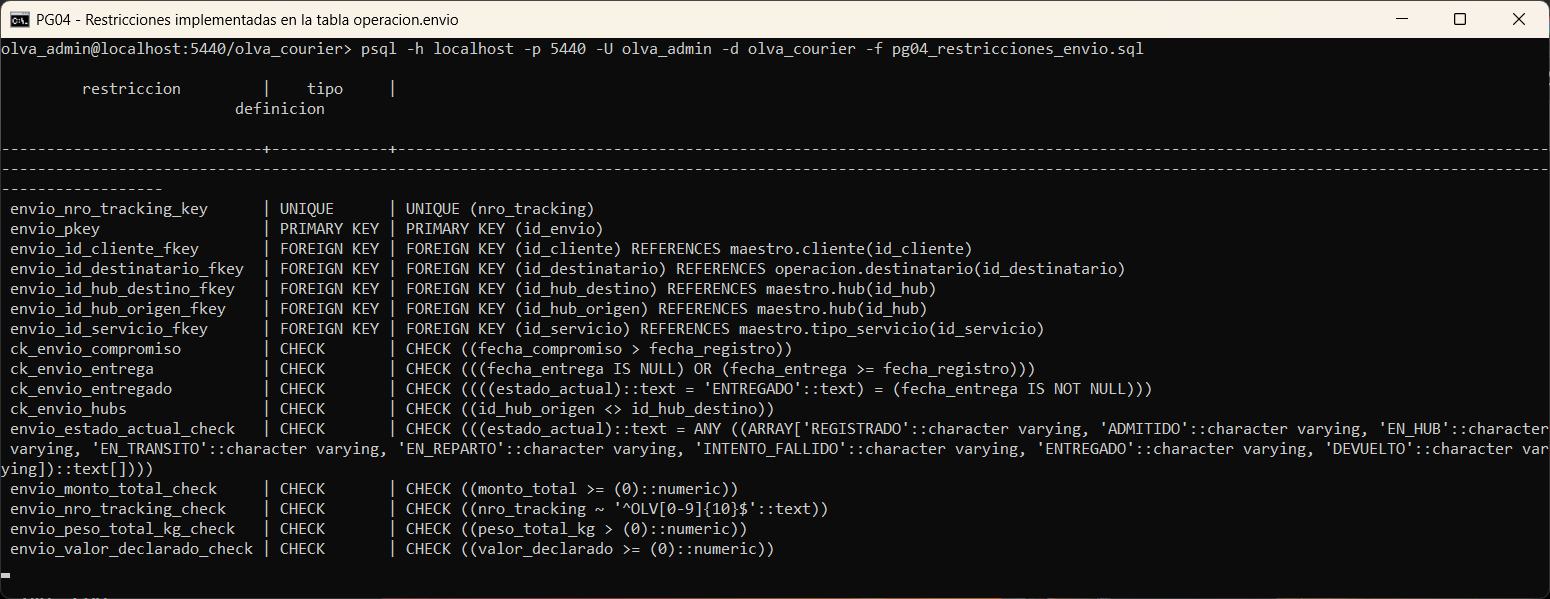 PG04 - Restricciones implementadas en la tabla operacion.envio
olva_admin@localhost:5440/olva_courier> psql -h localhost -p 5440 -U olva_admin -d olva_courier -f pg04_restricciones_envio.sql
         restriccion         |    tipo     |
                          definicion
-----------------------------+-------------+--------------------------------------------------------------------------------------------------------------------------------
----------------------------------------------------------------------------------------------------------------------------------------------------------------------------
------------------
 envio_nro_tracking_key      | UNIQUE      | UNIQUE (nro_tracking)
 envio_pkey                  | PRIMARY KEY | PRIMARY KEY (id_envio)
 envio_id_cliente_fkey       | FOREIGN KEY | FOREIGN KEY (id_cliente) REFERENCES maestro.cliente(id_cliente)
 envio_id_destinatario_fkey  | FOREIGN KEY | FOREIGN KEY (id_destinatario) REFERENCES operacion.destinatario(id_destinatario)
 envio_id_hub_destino_fkey   | FOREIGN KEY | FOREIGN KEY (id_hub_destino) REFERENCES maestro.hub(id_hub)
 envio_id_hub_origen_fkey    | FOREIGN KEY | FOREIGN KEY (id_hub_origen) REFERENCES maestro.hub(id_hub)
 envio_id_servicio_fkey      | FOREIGN KEY | FOREIGN KEY (id_servicio) REFERENCES maestro.tipo_servicio(id_servicio)
 ck_envio_compromiso         | CHECK       | CHECK ((fecha_compromiso > fecha_registro))
 ck_envio_entrega            | CHECK       | CHECK (((fecha_entrega IS NULL) OR (fecha_entrega >= fecha_registro)))
 ck_envio_entregado          | CHECK       | CHECK ((((estado_actual)::text = 'ENTREGADO'::text) = (fecha_entrega IS NOT NULL)))
 ck_envio_hubs               | CHECK       | CHECK ((id_hub_origen <> id_hub_destino))
 envio_estado_actual_check   | CHECK       | CHECK (((estado_actual)::text = ANY ((ARRAY['REGISTRADO'::character varying, 'ADMITIDO'::character varying, 'EN_HUB'::character
 varying, 'EN_TRANSITO'::character varying, 'EN_REPARTO'::character varying, 'INTENTO_FALLIDO'::character varying, 'ENTREGADO'::character varying, 'DEVUELTO'::character var
ying])::text[])))
 envio_monto_total_check     | CHECK       | CHECK ((monto_total >= (0)::numeric))
 envio_nro_tracking_check    | CHECK       | CHECK ((nro_tracking ~ '^OLV[0-9]{10}$'::text))
 envio_peso_total_kg_check   | CHECK       | CHECK ((peso_total_kg > (0)::numeric))
 envio_valor_declarado_check | CHECK       | CHECK ((valor_declarado >= (0)::numeric))